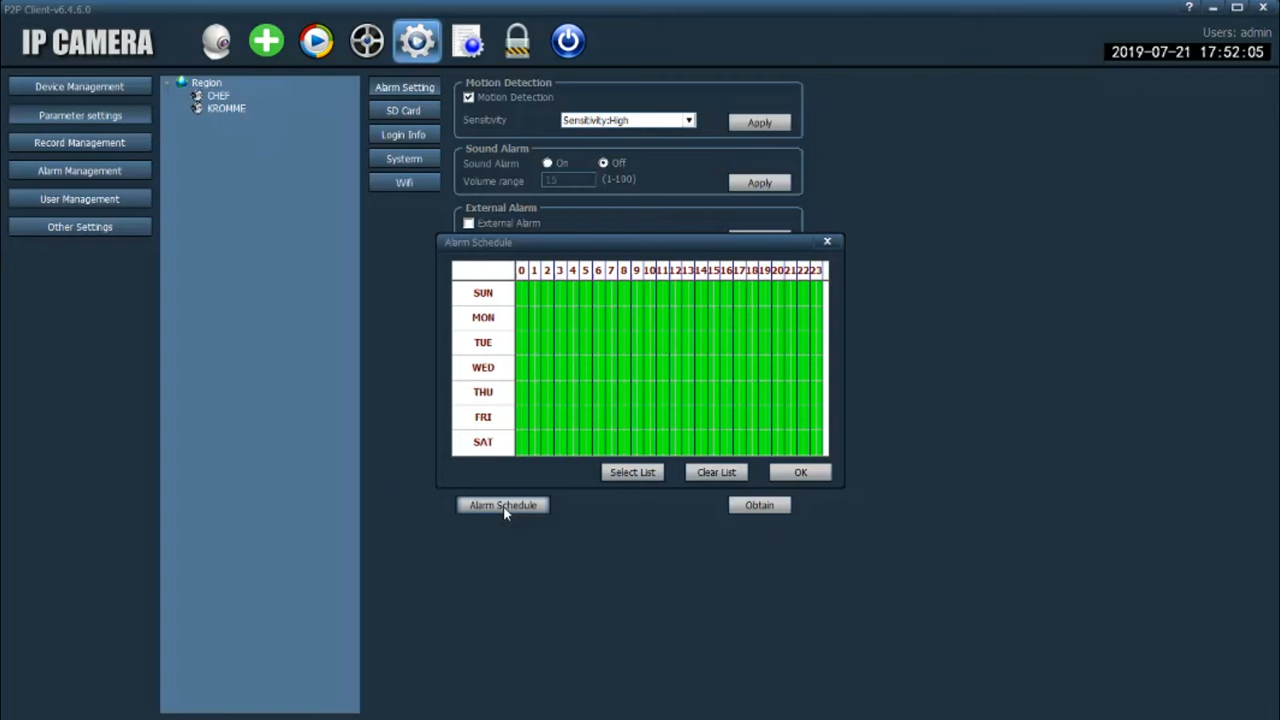 P2P Client-v6.4.6.0
?
IP CAMERA
Users: admin
2019-07-21 17:52:05
Device Management
Parameter settings
Record Management
Alarm Management
User Management
Other Settings
Region
CHEF
KROMME
Alarm Setting
SD Card
Login Info
Systerm
Wifi
Motion Detection
Motion Detection
Sensitivity Sensitivity:High
Apply
Sound Alarm
Sound Alarm On Off
Volume range 15 (1-100)
Apply
External Alarm
External Alarm
Alarm Schedule
0 1 2 3 4 5 6 7 8 9 10 11 12 13 14 15 16 17 18 19 20 21 22 23
SUN
MON
TUE
WED
THU
FRI
SAT
Select List Clear List OK
Alarm Schedule Obtain